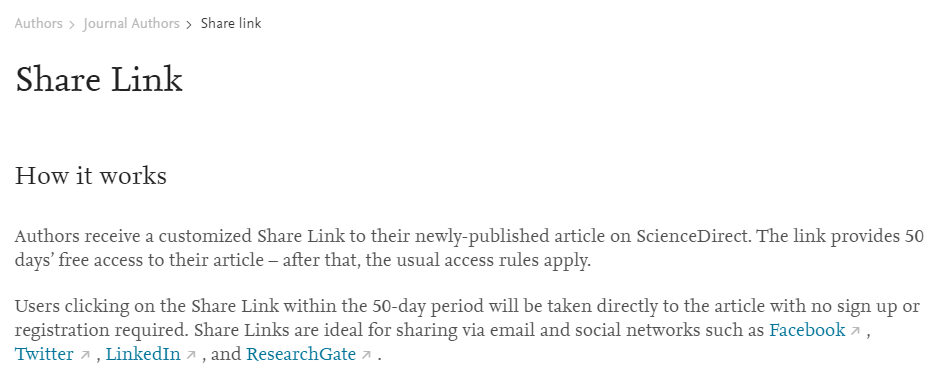 Authors > Journal Authors > Share link
Share Link
How it works
Authors receive a customized Share Link to their newly-published article on ScienceDirect. The link provides 50
days’ free access to their article – after that, the usual access rules apply.
Users clicking on the Share Link within the 50-day period will be taken directly to the article with no sign up or
registration required. Share Links are ideal for sharing via email and social networks such as Facebook ↗ ,
Twitter ↗ , LinkedIn ↗ , and ResearchGate ↗ .